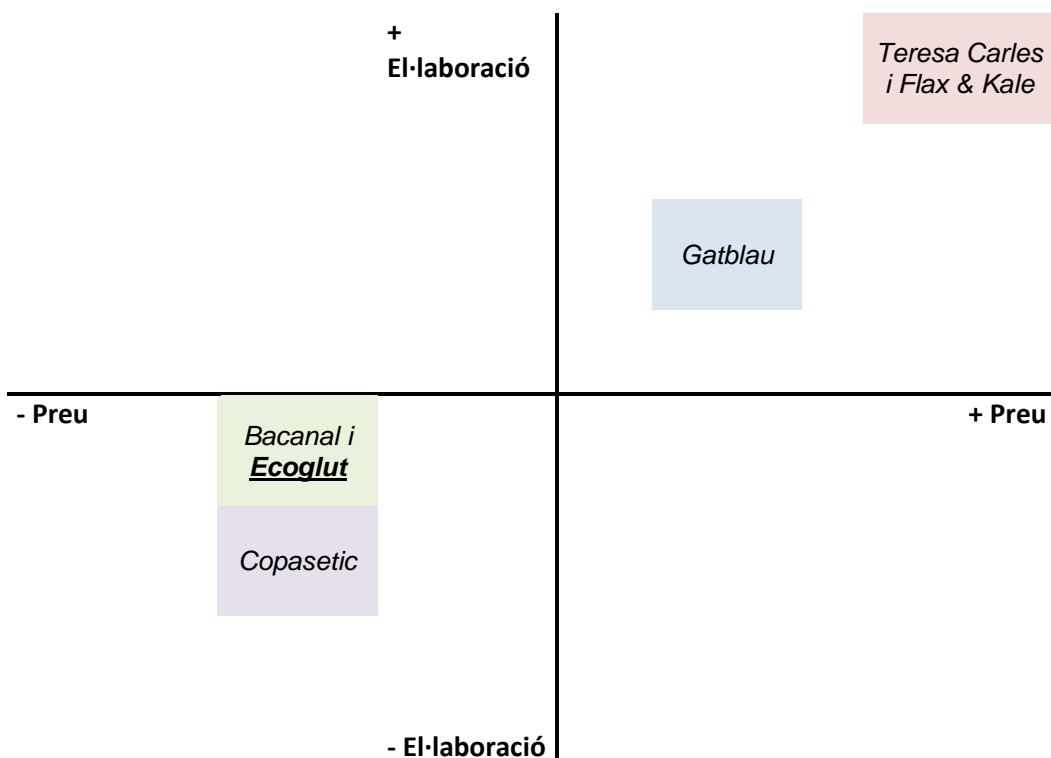 +
El·laboració
Teresa Carles
i Flax & Kale
Gatblau
- Preu
+ Preu
Bacanal i
Ecoglut
Copasetic
- El·laboració